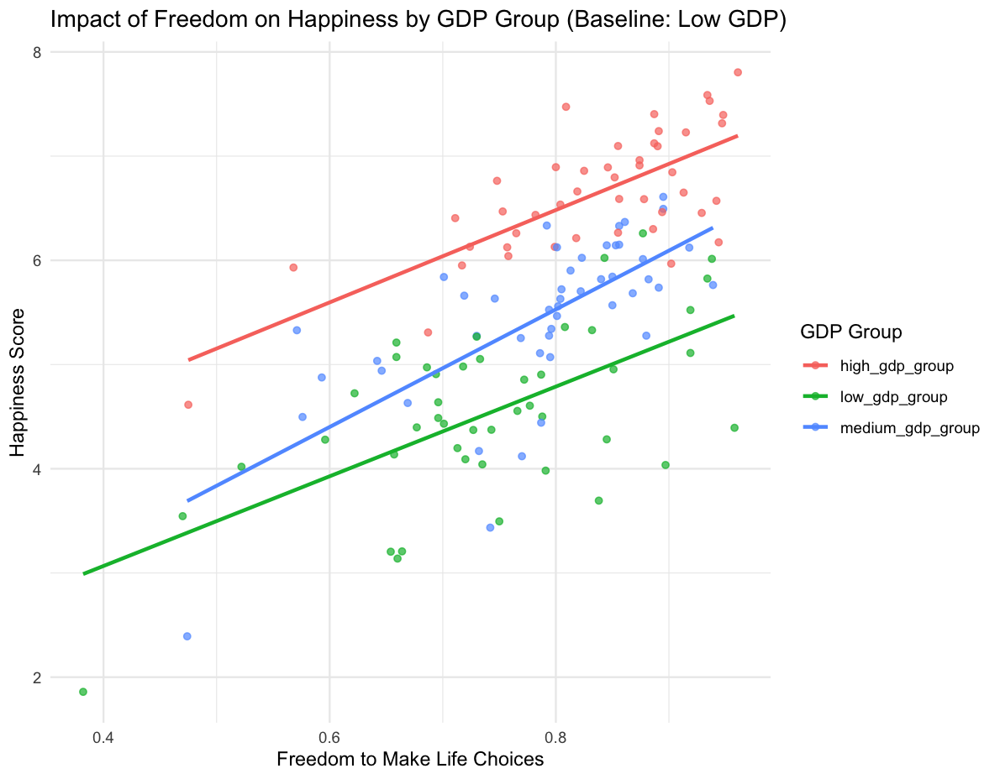 Impact of Freedom on Happiness by GDP Group (Baseline: Low GDP)
8
6
4
2
Happiness Score
0.4 0.6 0.8
Freedom to Make Life Choices
GDP Group
high_gdp_group
low_gdp_group
medium_gdp_group